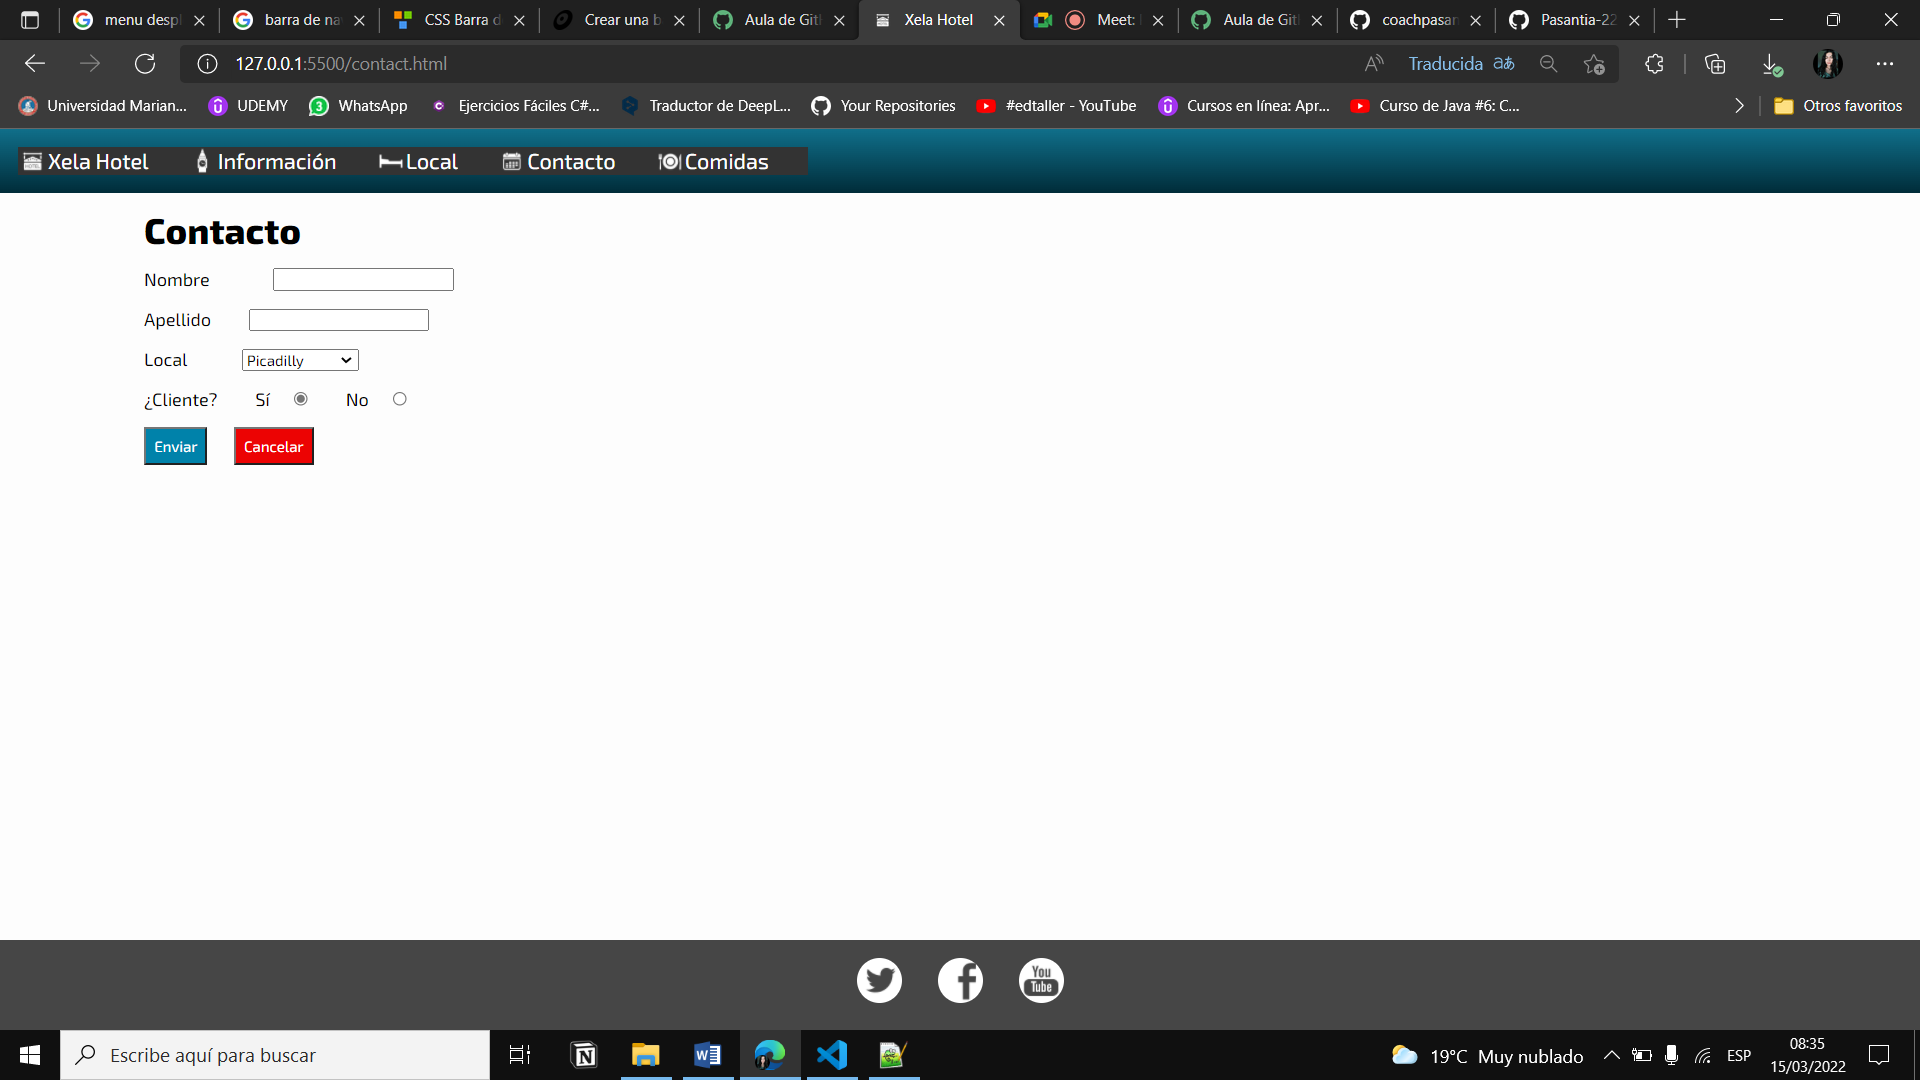 menu despl
barra de nav
CSS Barra d
Crear una b
Aula de Gitl
Xela Hotel
Meet:
Aula de Gitl
coachpasan
Pasantia-22
127.0.0.1:5500/contact.html
Traducida
Universidad Marian...
UDEMY
WhatsApp
Ejercicios Fáciles C#...
Traductor de DeepL...
Your Repositories
#edtaller - YouTube
Cursos en línea: Apr...
Curso de Java #6: C...
Otros favoritos
Xela Hotel
Información
Local
Contacto
Comidas
Contacto
Nombre
Apellido
Local
Picadilly
¿Cliente?
Sí
No
Enviar
Cancelar
You
Tube
Escribe aquí para buscar
19°C Muy nublado
ESP
08:35
15/03/2022